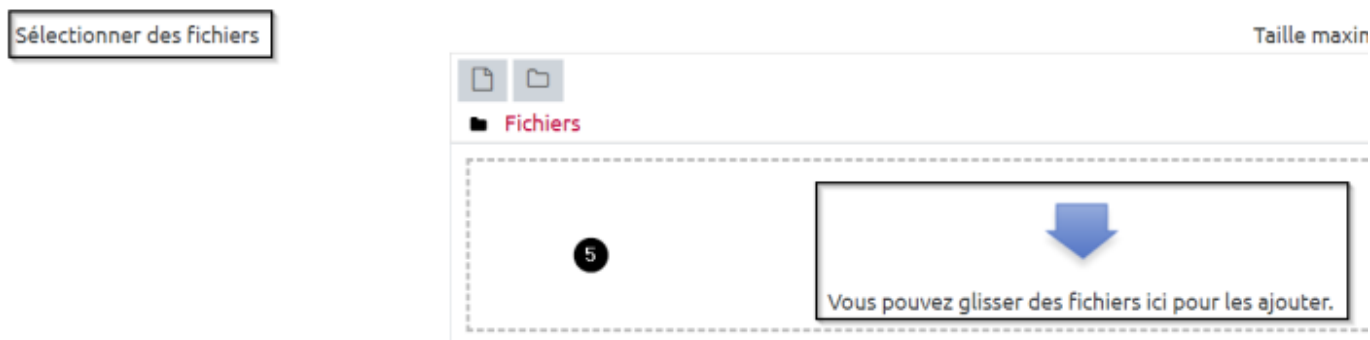 Sélectionner des fichiers
Taille maxim
Fichiers
5
Vous pouvez glisser des fichiers ici pour les ajouter.